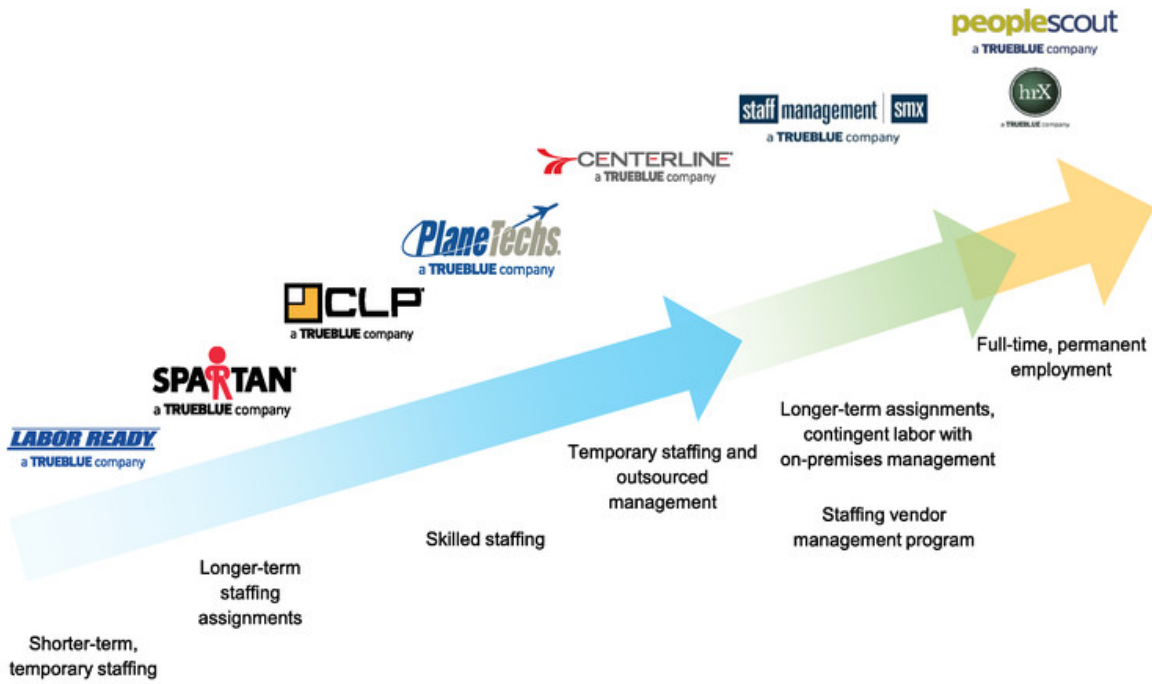 peoplescout
a TRUEBLUE company
hrX
a TRUEBLUE company
staff management | smx
a TRUEBLUE company
CENTERLINE®
a TRUEBLUE company
PlaneTechs®
a TRUEBLUE company
CLP®
a TRUEBLUE company
SPARTAN®
a TRUEBLUE company
LABOR READY®
a TRUEBLUE company
Full-time, permanent
employment
Longer-term assignments,
contingent labor with
on-premises management
Staffing vendor
management program
Temporary staffing and
outsourced
management
Skilled staffing
Longer-term
staffing
assignments
Shorter-term,
temporary staffing